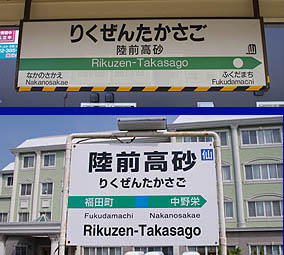 りくぜんたかさご
陸前高砂
Rikuzen-Takasago
なかのさかえ ふくだまち
Nakanosakae Fukudamachi
陸前高砂 仙
りくぜんたかさご
福田町 中野栄
Fukudamachi Nakanosakae
Rikuzen-Takasago